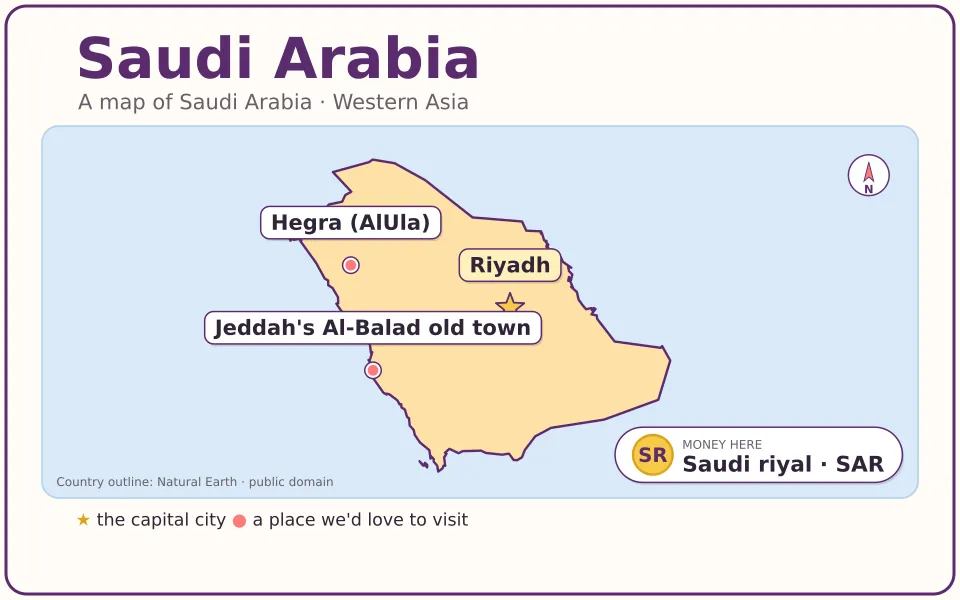 Saudi Arabia
A map of Saudi Arabia · Western Asia
N
Hegra (AlUla)
Riyadh
Jeddah's Al-Balad old town
SR
MONEY HERE
Saudi riyal · SAR
Country outline: Natural Earth · public domain
★ the capital city ● a place we'd love to visit